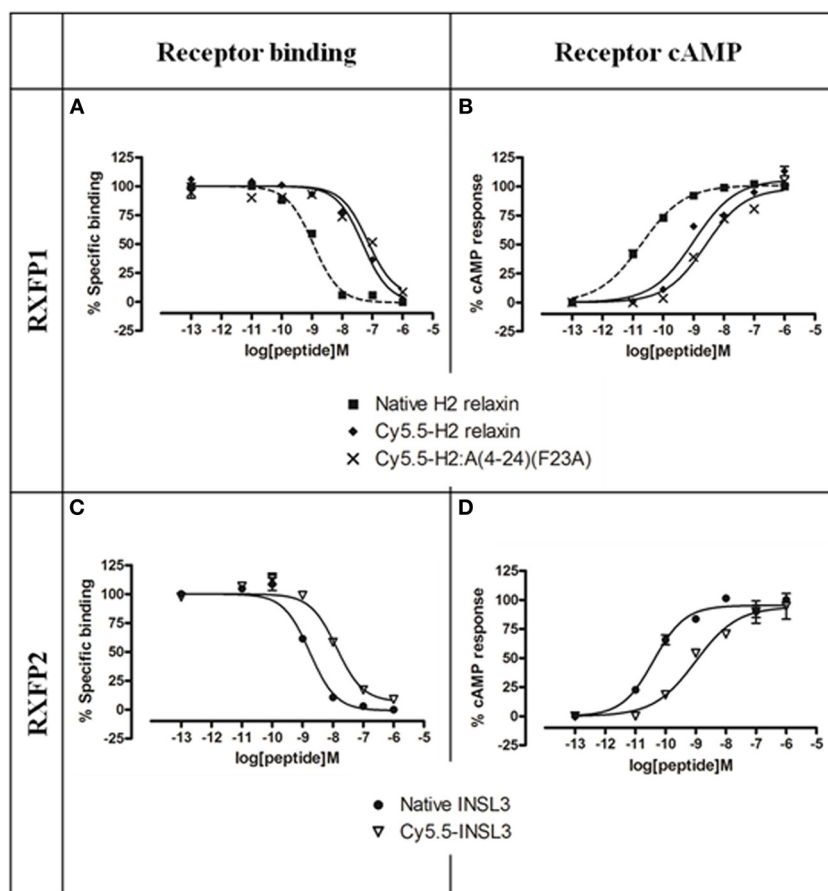 Receptor binding
Receptor cAMP
RXFP1
A
125
100
75
50
25
0
-25
% Specific binding
-13 -12 -11 -10 -9 -8 -7 -6 -5
log[peptide]M
B
125
100
75
50
25
0
-25
% cAMP response
-13 -12 -11 -10 -9 -8 -7 -6 -5
log[peptide]M
Native H2 relaxin
Cy5.5-H2 relaxin
Cy5.5-H2:A(4-24)(F23A)
RXFP2
C
125
100
75
50
25
0
-25
% Specific binding
-13 -12 -11 -10 -9 -8 -7 -6 -5
log[peptide]M
D
125
100
75
50
25
0
-25
% cAMP response
-13 -12 -11 -10 -9 -8 -7 -6 -5
log[peptide]M
Native INSL3
Cy5.5-INSL3